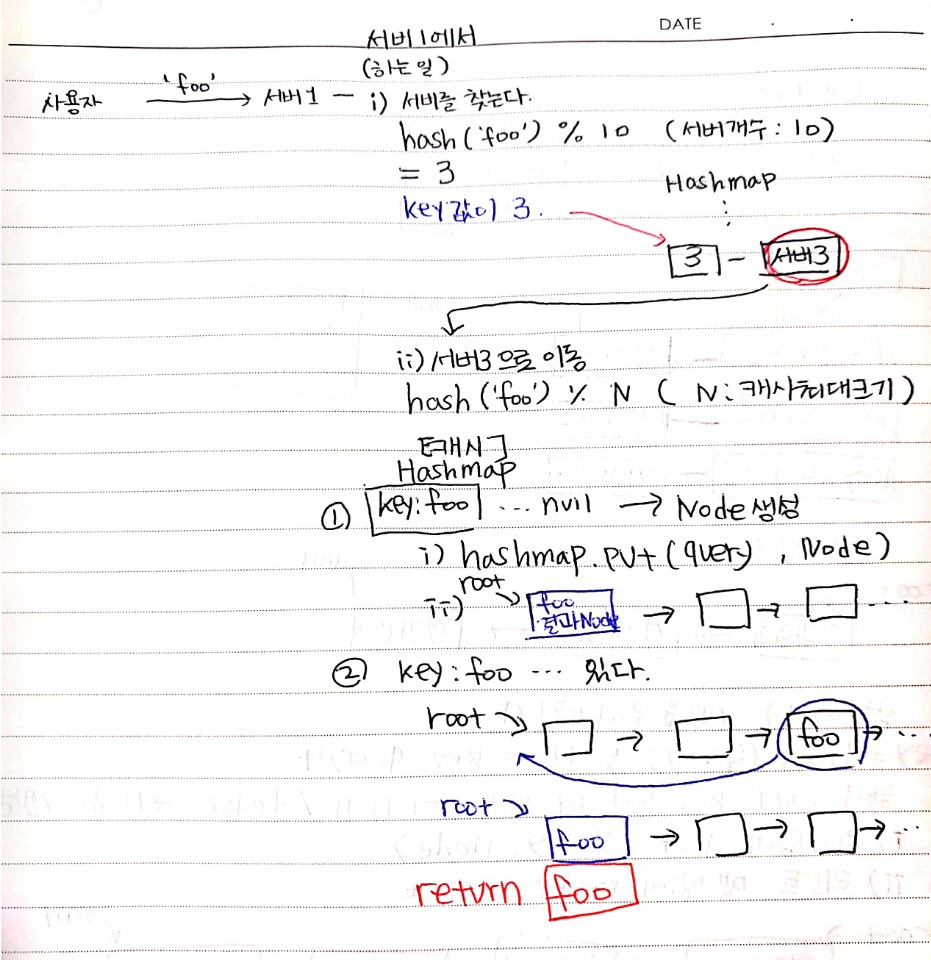 DATE . .
서버1에서
(하는 일)
사용자 'foo' → 서버1 — i) 서버를 찾는다.
hash('foo') % 10 (서버개수 : 10)
= 3
Hashmap
key값이 3.
⋮
3 - 서버3
ii) 서버3으로 이동
hash('foo') % N ( N : 캐시최대크기)
Hashmap
① key:foo ... null → Node 생성
i) hashmap.put(query, Node)
root
ii) foo → → ...
결과Node
② key : foo ... 있다.
root → → foo → ...
root
foo → → → ...
return foo